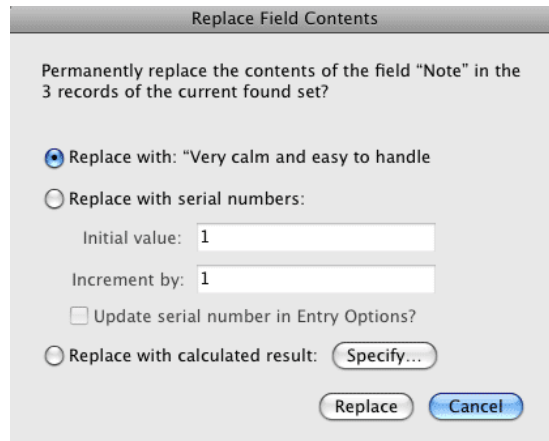 Replace Field Contents
Permanently replace the contents of the field “Note” in the
3 records of the current found set?
Replace with: “Very calm and easy to handle
Replace with serial numbers:
Initial value: 1
Increment by: 1
Update serial number in Entry Options?
Replace with calculated result: Specify...
Replace Cancel